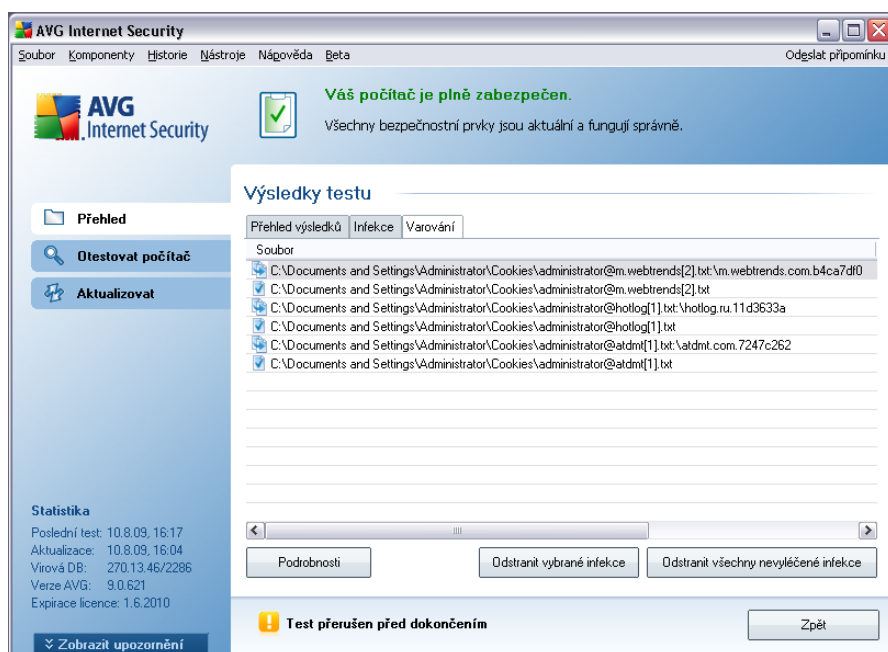 AVG Internet Security
Soubor Komponenty Historie Nástroje Nápověda Beta Odeslat připomínku
AVG
Internet Security
Váš počítač je plně zabezpečen.
Všechny bezpečnostní prvky jsou aktuální a fungují správně.
Přehled
Otestovat počítač
Aktualizovat
Výsledky testu
Přehled výsledků Infekce Varování
Soubor
C:\Documents and Settings\Administrator\Cookies\administrator@m.webtrends[2].txt:\m.webtrends.com.b4ca7df0
C:\Documents and Settings\Administrator\Cookies\administrator@m.webtrends[2].txt
C:\Documents and Settings\Administrator\Cookies\administrator@hotlog[1].txt:\hotlog.ru.11d3633a
C:\Documents and Settings\Administrator\Cookies\administrator@hotlog[1].txt
C:\Documents and Settings\Administrator\Cookies\administrator@atdmt[1].txt:\atdmt.com.7247c262
C:\Documents and Settings\Administrator\Cookies\administrator@atdmt[1].txt
Podrobnosti Odstranit vybrané infekce Odstranit všechny nevyléčené infekce
Statistika
Poslední test: 10.8.09, 16:17
Aktualizace: 10.8.09, 16:04
Virová DB: 270.13.46/2286
Verze AVG: 9.0.621
Expirace licence: 1.6.2010
Zobrazit upozornění
Test přerušen před dokončením
Zpět